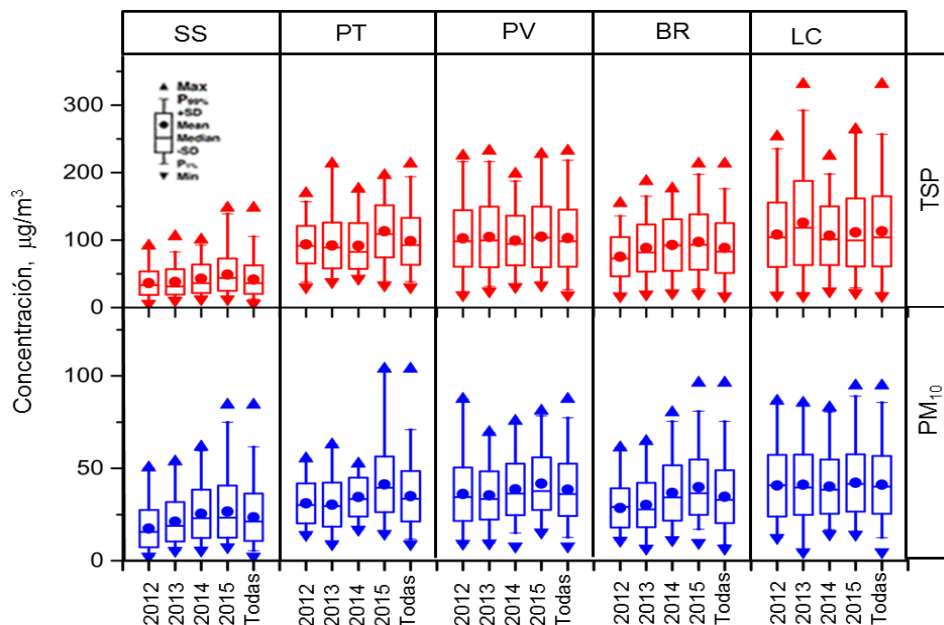 SS PT PV BR LC
Max
P99%
+SD
Mean
Median
-SD
P1%
Min
300
200
100
0
TSP
Concentración, µg/m³
100
50
0
PM10
2012 2013 2014 2015 Todas 2012 2013 2014 2015 Todas 2012 2013 2014 2015 Todas 2012 2013 2014 2015 Todas 2012 2013 2014 2015 Todas